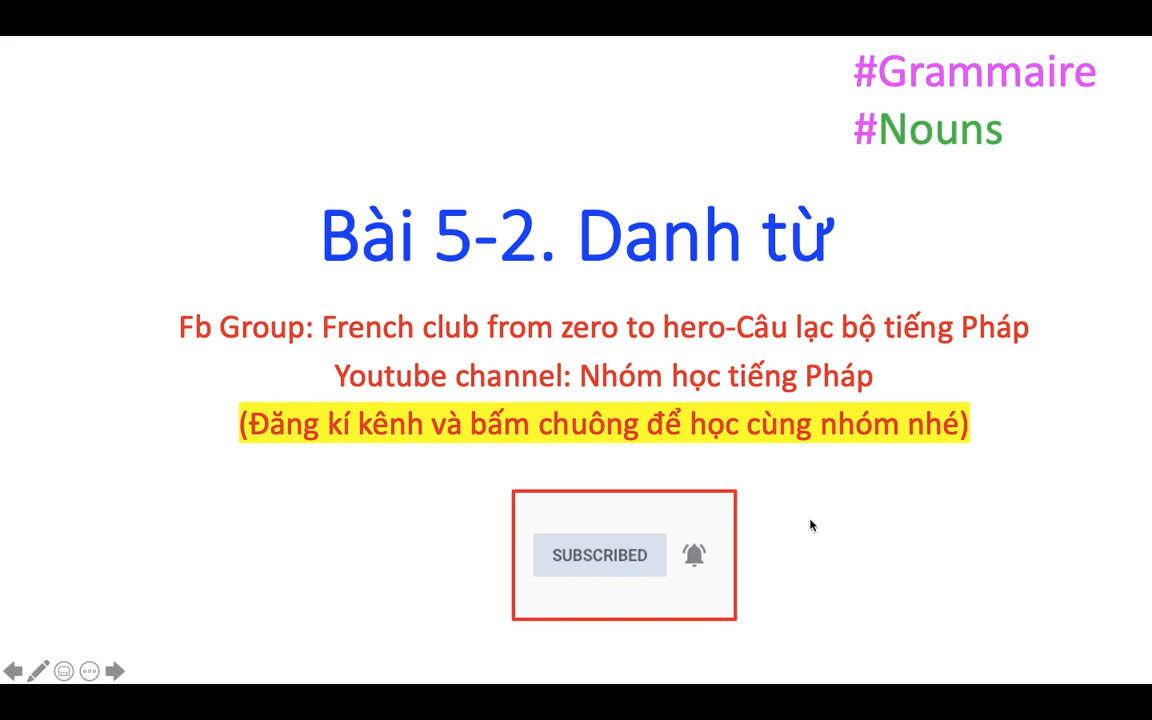 #Grammaire
#Nouns
Bài 5-2. Danh từ
Fb Group: French club from zero to hero-Câu lạc bộ tiếng Pháp
Youtube channel: Nhóm học tiếng Pháp
(Đăng kí kênh và bấm chuông để học cùng nhóm nhé)
SUBSCRIBED